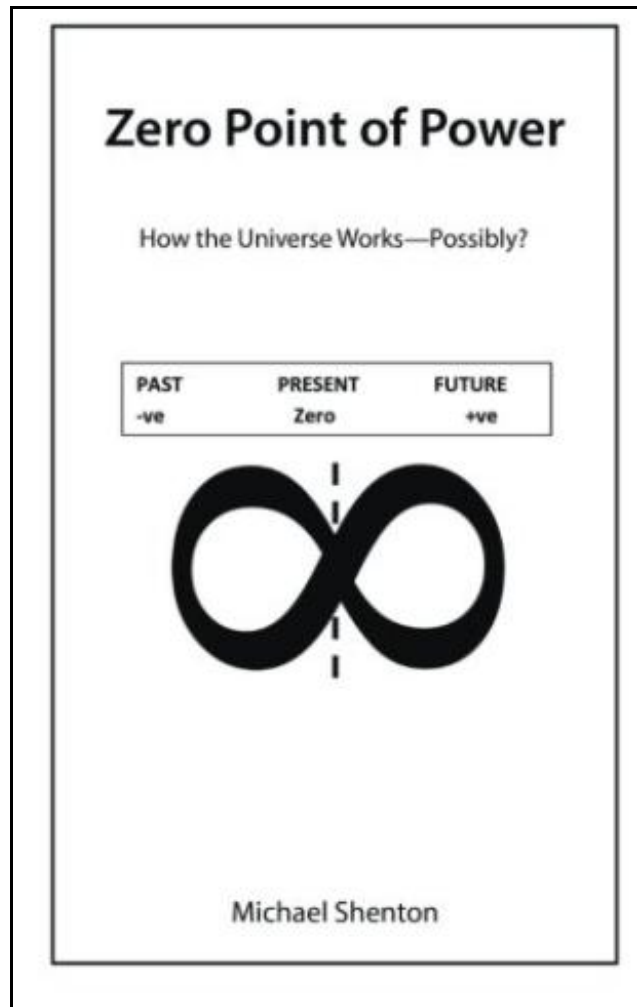 Zero Point of Power
How the Universe Works—Possibly?
PAST PRESENT FUTURE
-ve Zero +ve
Michael Shenton